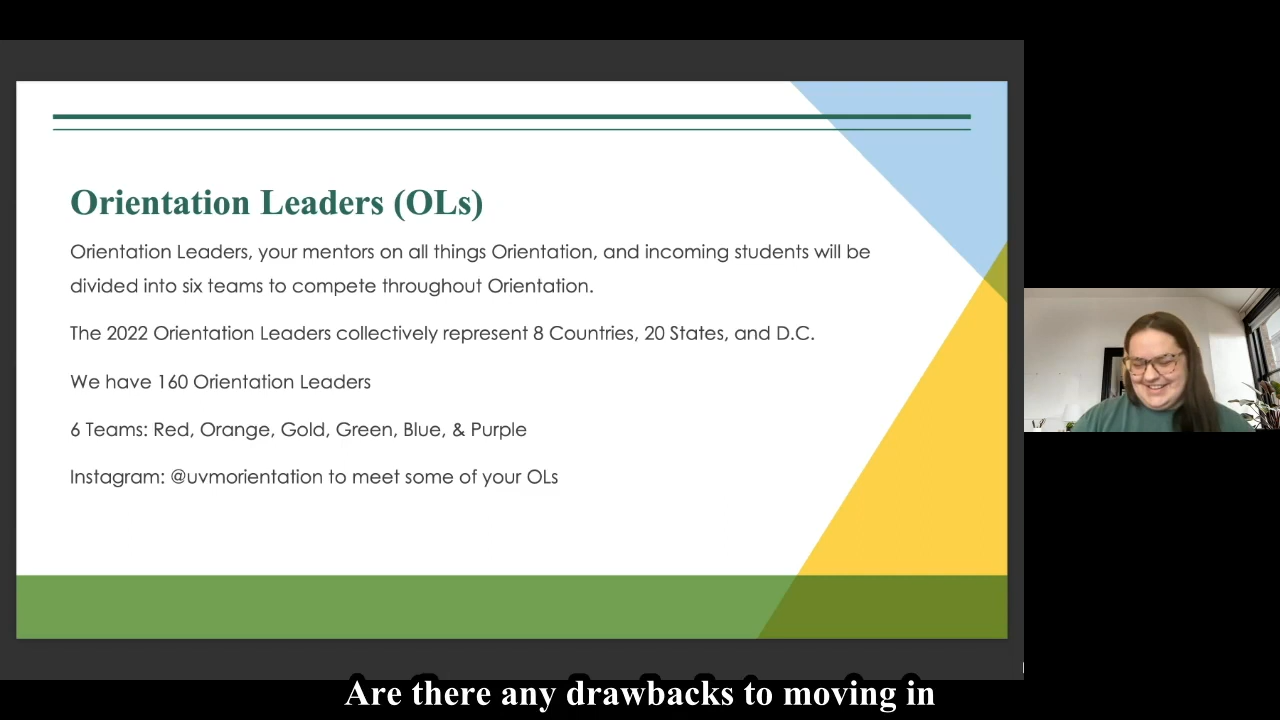 Orientation Leaders (OLs)
Orientation Leaders, your mentors on all things Orientation, and incoming students will be
divided into six teams to compete throughout Orientation.
The 2022 Orientation Leaders collectively represent 8 Countries, 20 States, and D.C.
We have 160 Orientation Leaders
6 Teams: Red, Orange, Gold, Green, Blue, & Purple
Instagram: @uvmorientation to meet some of your OLs
Are there any drawbacks to moving in